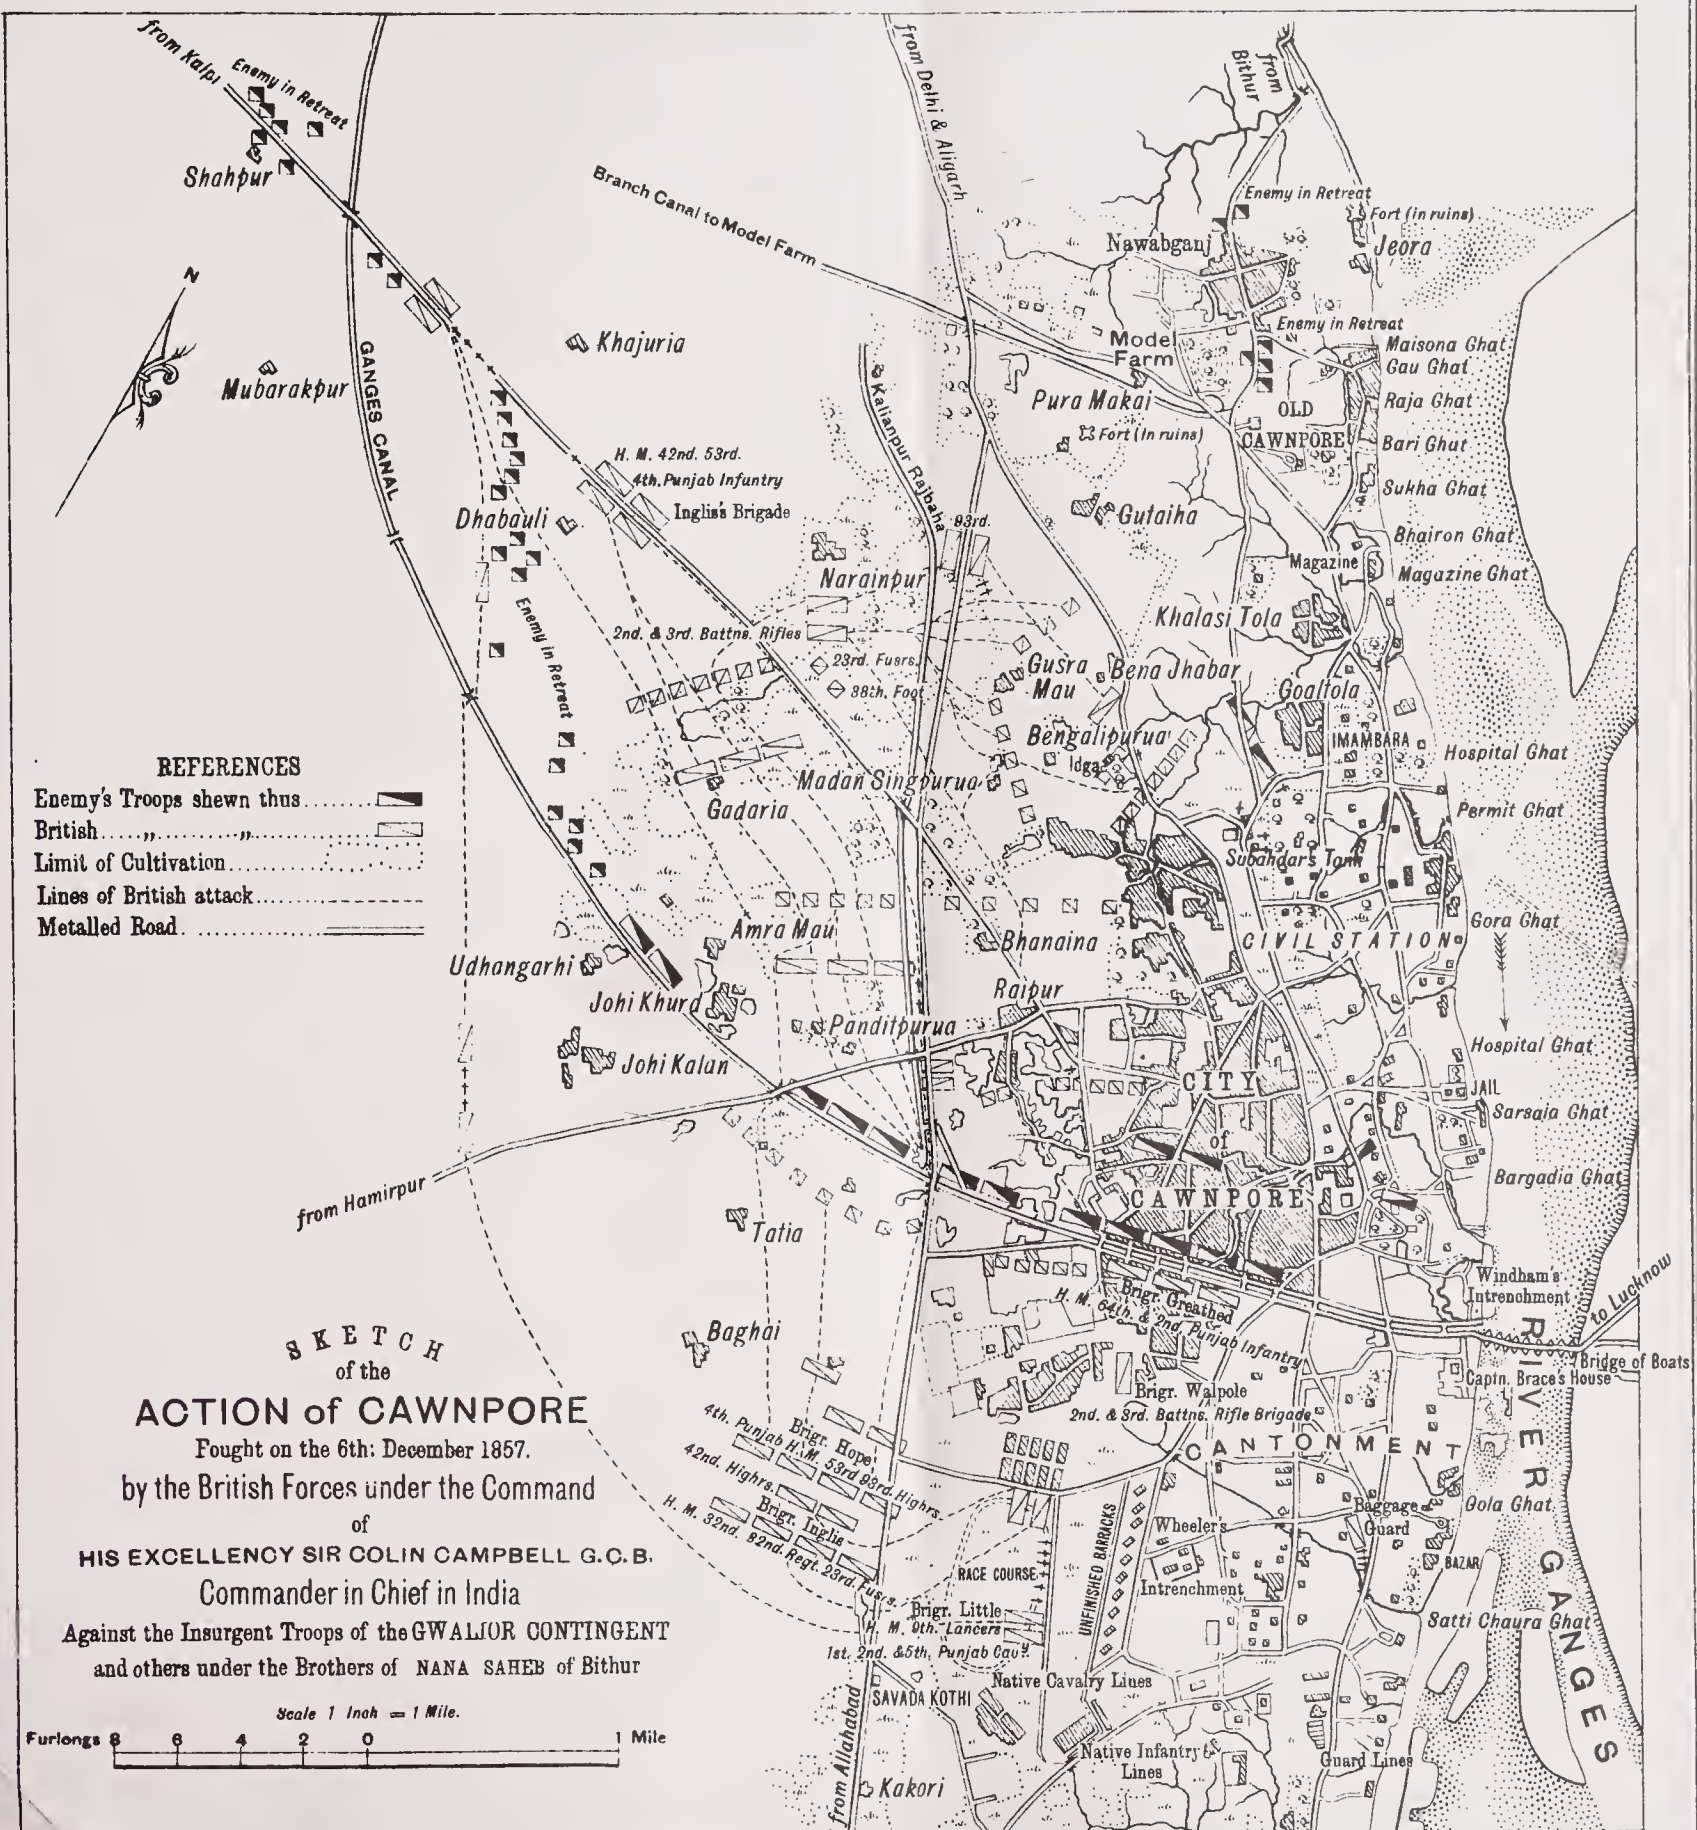 from Kalpi
Enemy in Retreat
Shahpur
N
Mubarakpur
GANGES CANAL
Khajuria
Branch Canal to Model Farm
from Delhi & Aligarh
from
Bithur
Enemy in Retreat
Fort (in ruins)
Nawabganj
Jeora
Enemy in Retreat
Model
Farm
Maisona Ghat
Gau Ghat
Pura Makai
OLD
CAWNPORE
Raja Ghat
Fort (in ruins)
Bari Ghat
Kalianpur Rajbaha
Sukha Ghat
H. M. 42nd. 53rd.
4th. Punjab Infantry
Inglis's Brigade
Dhabauli
Gutaiha
93rd.
Bhairon Ghat
Magazine
Magazine Ghat
Narainpur
Khalasi Tola
Enemy in Retreat
2nd. & 3rd. Battns. Rifles
23rd. Fusrs.
88th. Foot
Gusra
Mau
Bena Jhabar
Goaltola
Bengalipurua
Idga
IMAMBARA
Hospital Ghat
Madan Singpurua
Gadaria
Permit Ghat
Subahdar's Tank
REFERENCES
Enemy's Troops shewn thus
British.....„..........„
Limit of Cultivation
Lines of British attack
Metalled Road
Gora Ghat
Amra Mau
Bhanaina
CIVIL STATION
Udhangarhi
Johi Khurd
Raipur
Panditpurua
Johi Kalan
Hospital Ghat
CITY
of
CAWNPORE
JAIL
Sarsaia Ghat
Bargadia Ghat
from Hamirpur
Tatia
Windham's
Intrenchment
to Lucknow
Brigr. Greathed
H. M. 64th. & 2nd. Punjab Infantry
Baghai
Bridge of Boats
Captn. Brace's House
Brigr. Walpole
2nd. & 3rd. Battns. Rifle Brigade
CANTONMENT
RIVER GANGES
SKETCH
of the
ACTION of CAWNPORE
Fought on the 6th: December 1857.
by the British Forces under the Command
of
HIS EXCELLENCY SIR COLIN CAMPBELL G.C.B.
Commander in Chief in India
Against the Insurgent Troops of the GWALIOR CONTINGENT
and others under the Brothers of NANA SAHEB of Bithur
Scale 1 Inch = 1 Mile.
Furlongs 8 6 4 2 0 1 Mile
Brigr. Hope
4th. Punjab H. M. 53rd 93rd. Highrs.
42nd. Highrs.
Brigr. Inglis
H. M. 32nd. 82nd. Regt. 23rd. Fusrs.
Baggage
Guard
Gola Ghat
Wheeler's
Intrenchment
BAZAR
RACE COURSE
UNFINISHED BARRACKS
Brigr. Little
H. M. 9th. Lancers
1st. 2nd. & 5th. Punjab Cavy.
Satti Chaura Ghat
Native Cavalry Lines
SAVADA KOTHI
Native Infantry
Lines
Guard Lines
from Allahabad
Kakori